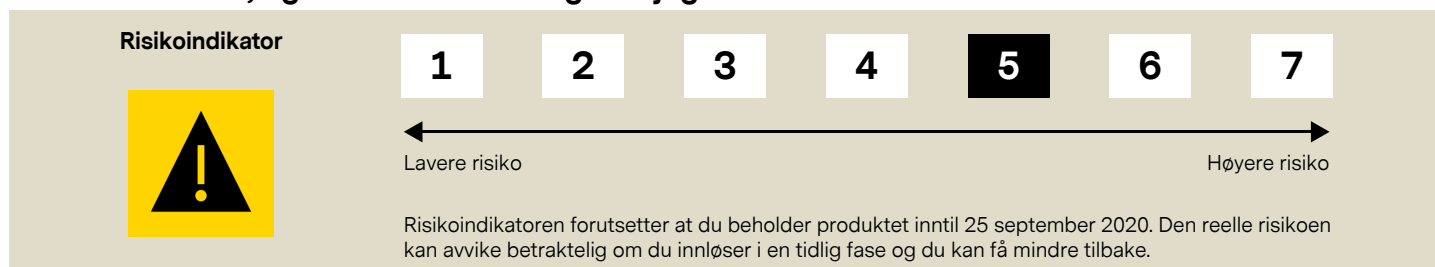 Risikoindikator
1 2 3 4 5 6 7
Lavere risiko Høyere risiko
Risikoindikatoren forutsetter at du beholder produktet inntil 25 september 2020. Den reelle risikoen
kan avvike betraktelig om du innløser i en tidlig fase og du kan få mindre tilbake.